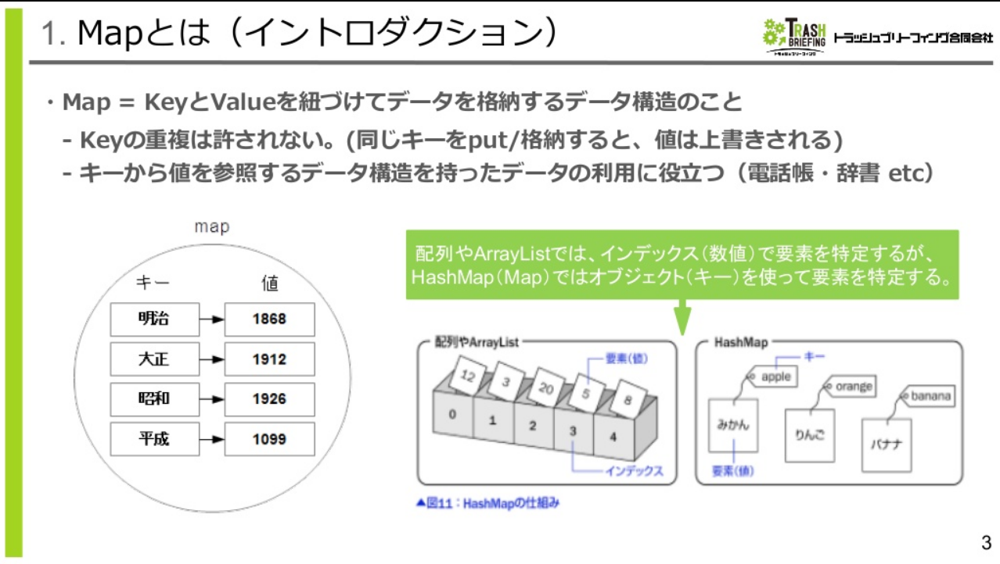 1. Mapとは（イントロダクション）
TRASH
BRIEFING
トラッシュブリーフィング
トラッシュブリーフィング合同会社
・Map = KeyとValueを紐づけてデータを格納するデータ構造のこと
- Keyの重複は許されない。(同じキーをput/格納すると、値は上書きされる)
- キーから値を参照するデータ構造を持ったデータの利用に役立つ（電話帳・辞書 etc）
map
キー 値
明治 1868
大正 1912
昭和 1926
平成 1099
配列やArrayListでは、インデックス（数値）で要素を特定するが、
HashMap（Map）ではオブジェクト（キー）を使って要素を特定する。
配列やArrayList
要素(値)
12 3 20 5 8
0 1 2 3 4
インデックス
HashMap
キー
apple orange banana
みかん りんご バナナ
要素(値)
▲図11：HashMapの仕組み
3